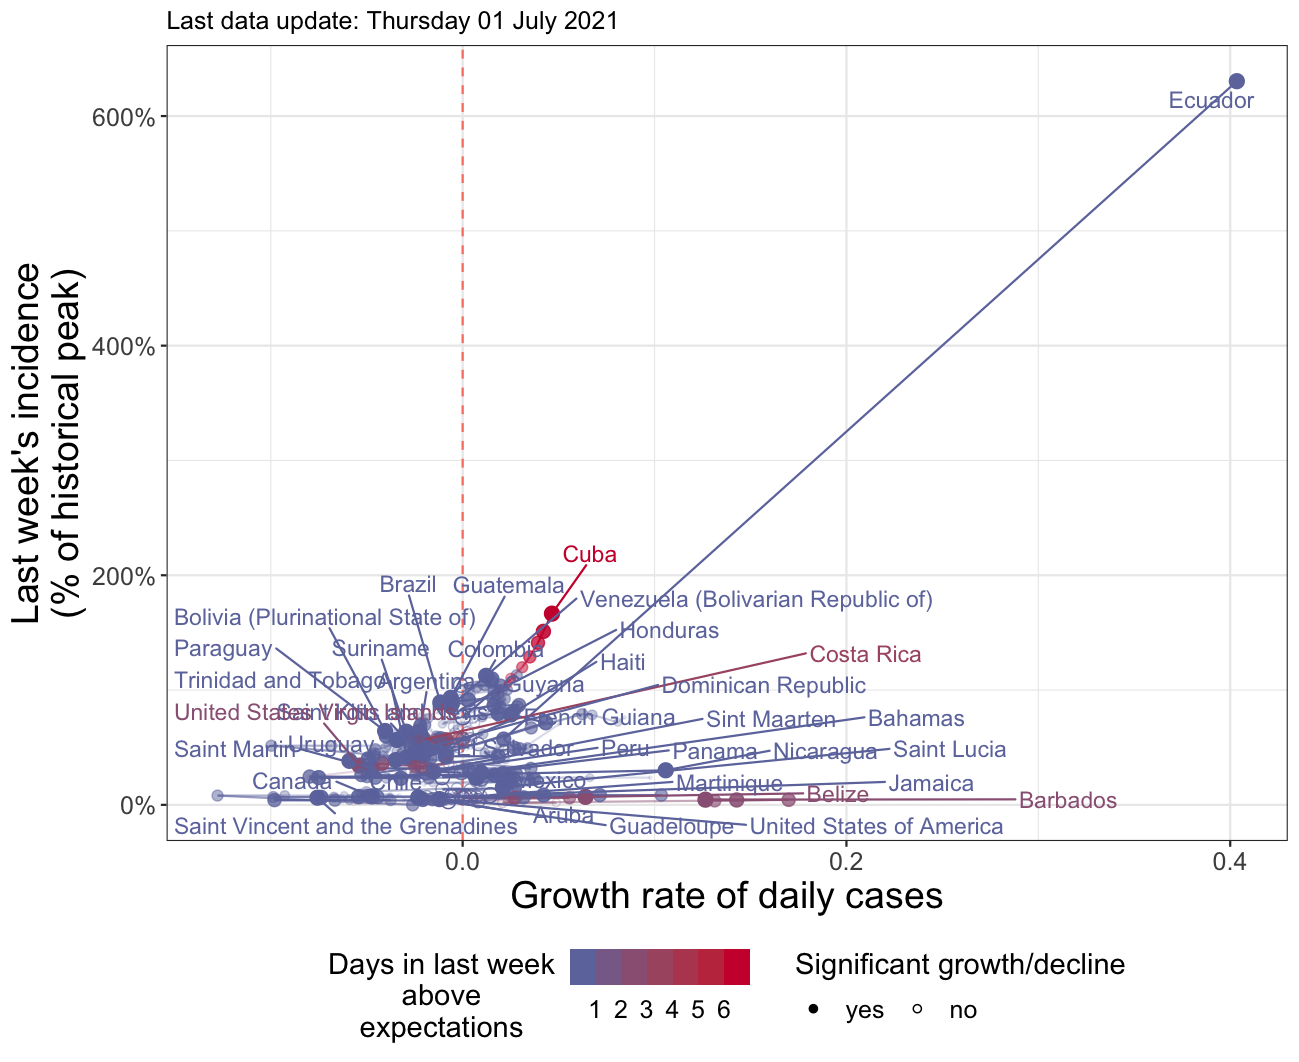 Last data update: Thursday 01 July 2021
Last week's incidence
(% of historical peak)
600%
400%
200%
0%
Ecuador
Cuba
Brazil
Guatemala
Venezuela (Bolivarian Republic of)
Bolivia (Plurinational State of)
Honduras
Paraguay
Suriname
Colombia
Costa Rica
Haiti
Trinidad and Tobago
Argentina
Guyana
Dominican Republic
United States Virgin Islands
French Guiana
Sint Maarten
Bahamas
Saint Martin
Uruguay
Peru
Panama
Nicaragua
Saint Lucia
Canada
Chile
Mexico
Martinique
Jamaica
Belize
Barbados
Aruba
Saint Vincent and the Grenadines
Guadeloupe
United States of America
0.0
0.2
0.4
Growth rate of daily cases
Days in last week
above
expectations
1 2 3 4 5 6
Significant growth/decline
yes
no